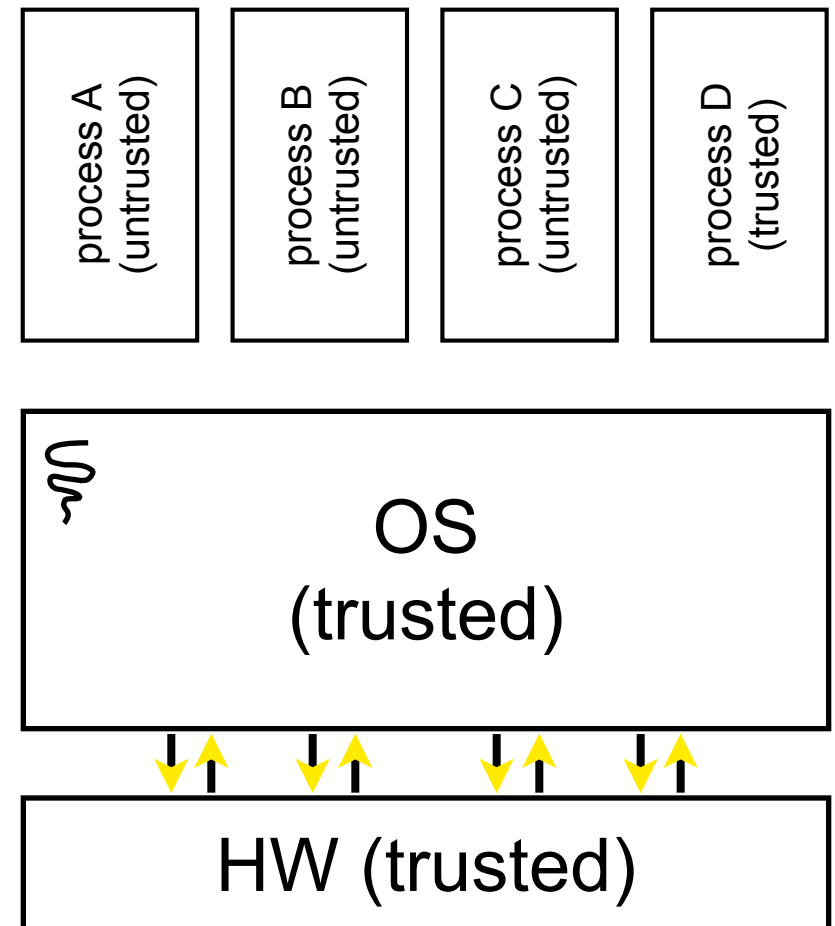 process A
(untrusted)
process B
(untrusted)
process C
(untrusted)
process D
(trusted)
OS
(trusted)
HW (trusted)